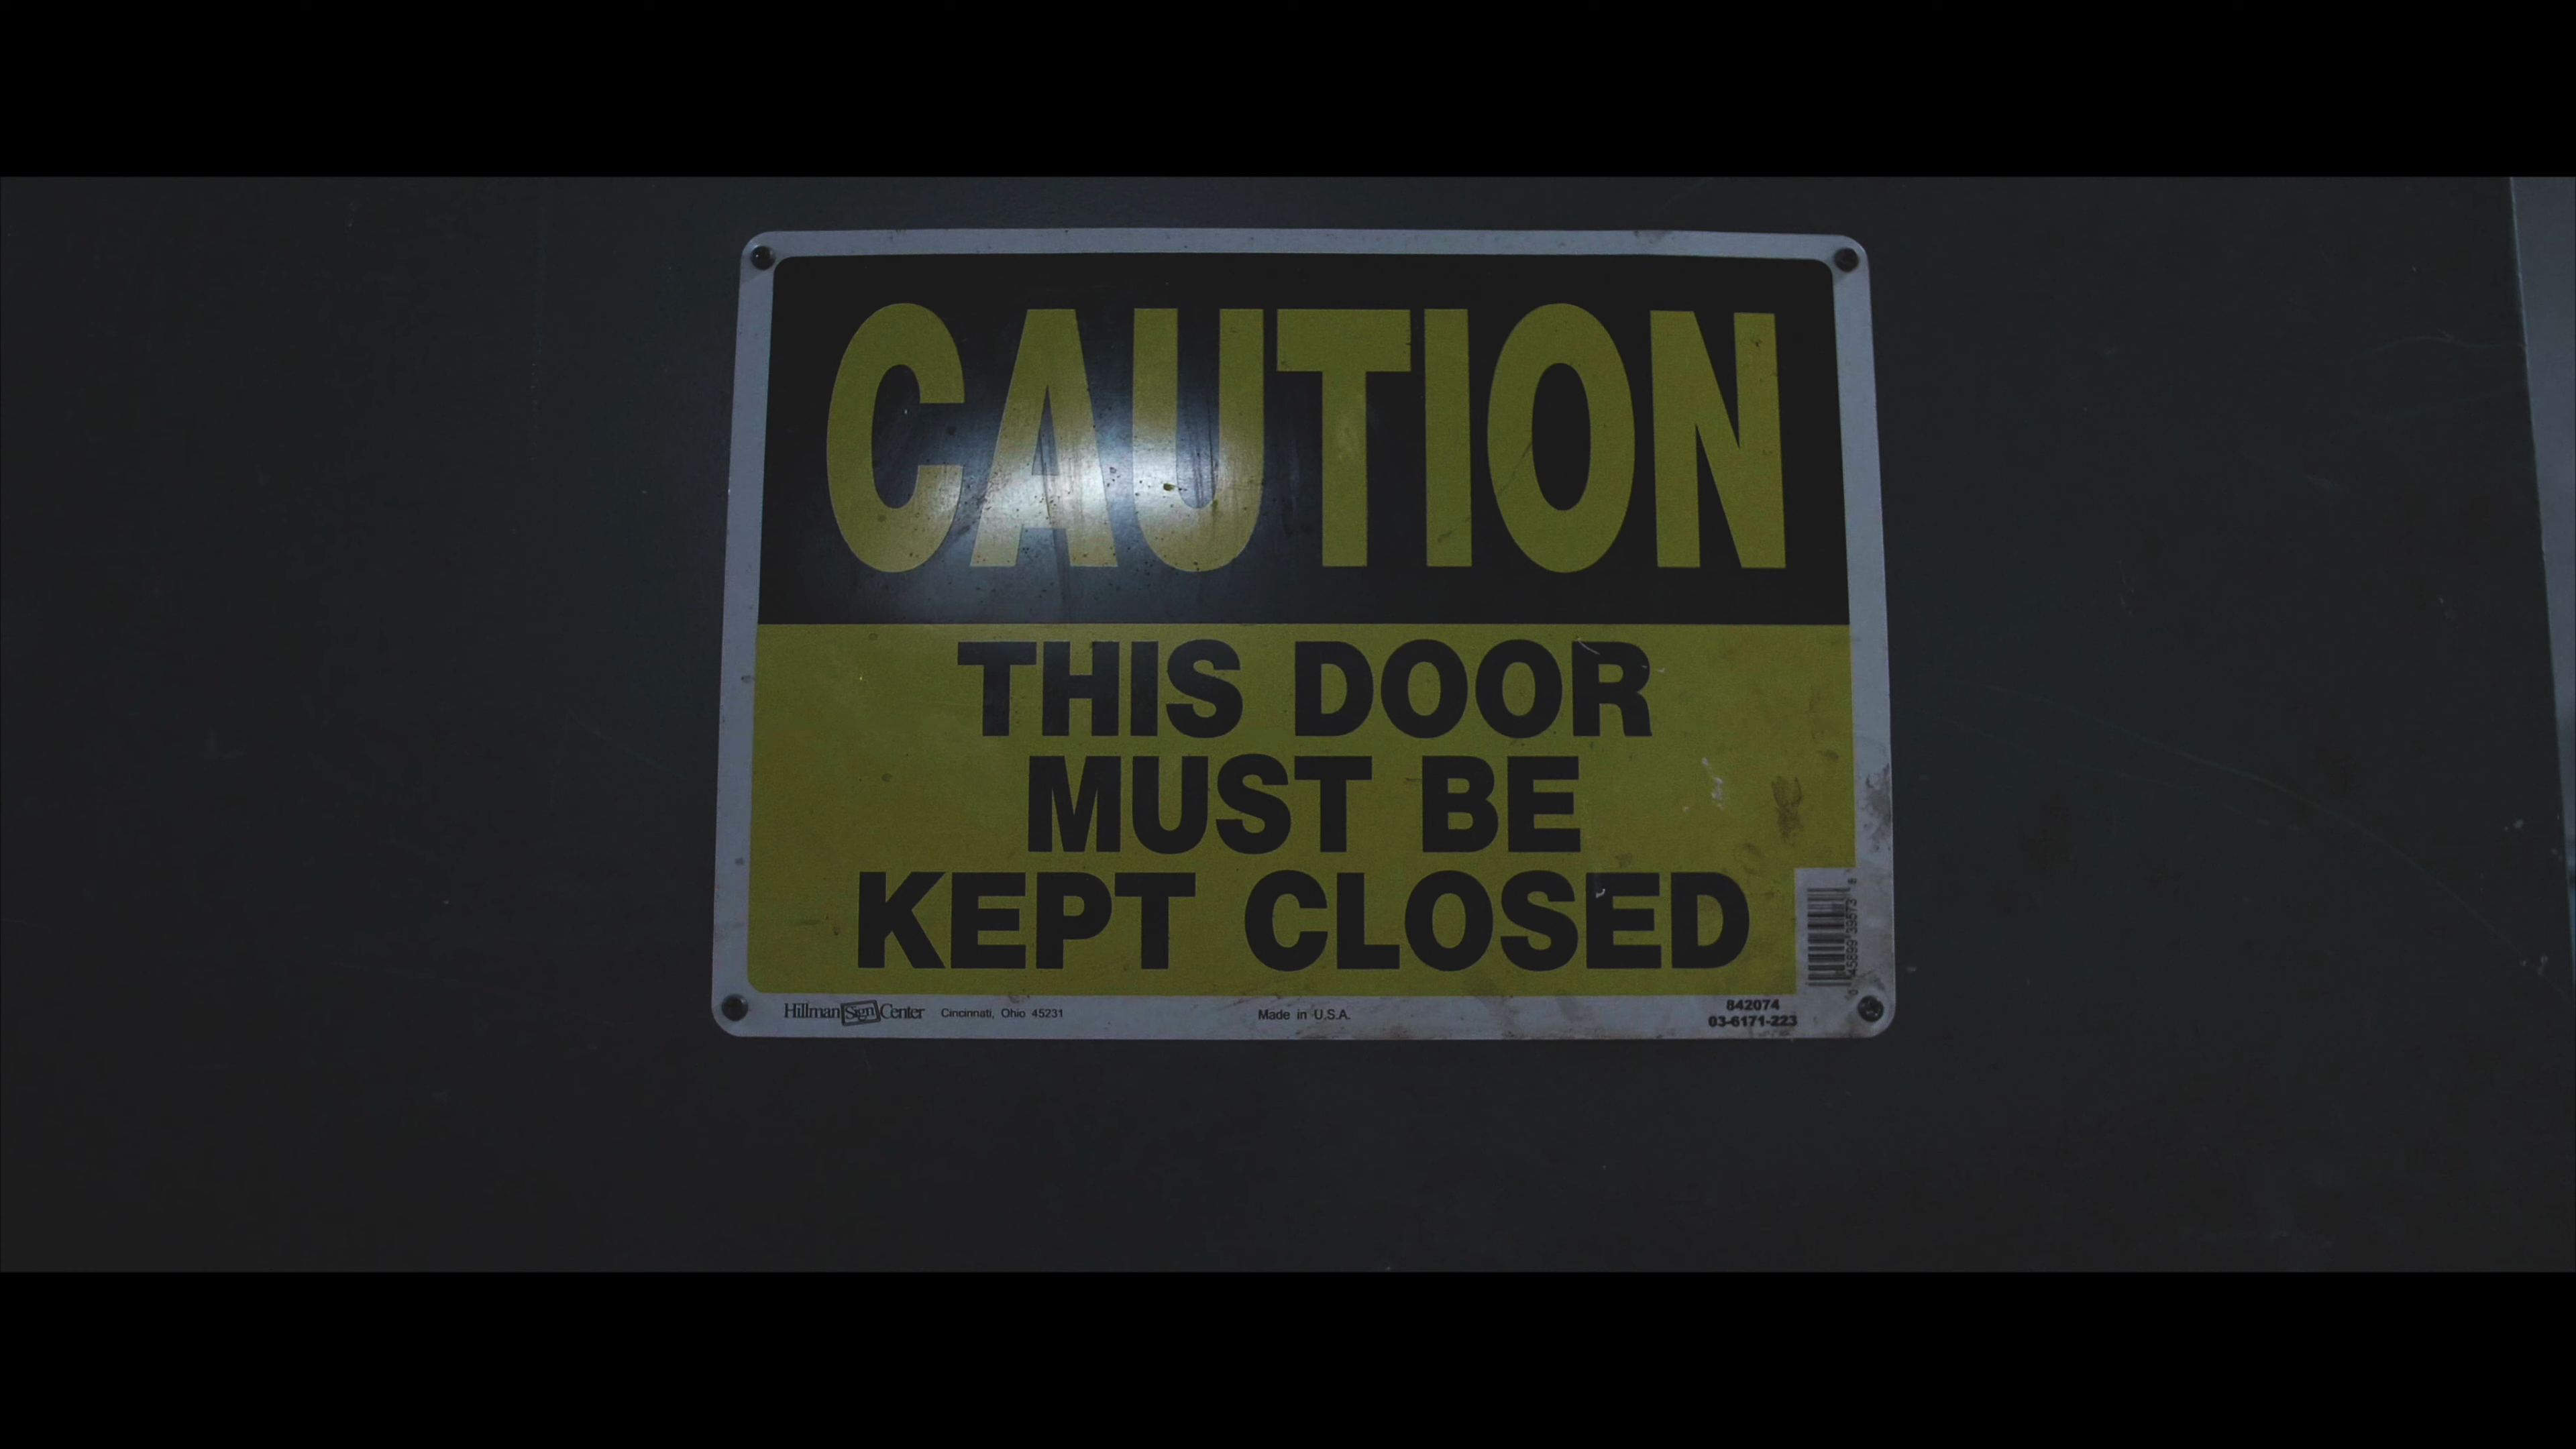 CAUTION
THIS DOOR
MUST BE
KEPT CLOSED
Hillman Sign Center Cincinnati, Ohio 45231
Made in U.S.A.
842074
03-6171-223